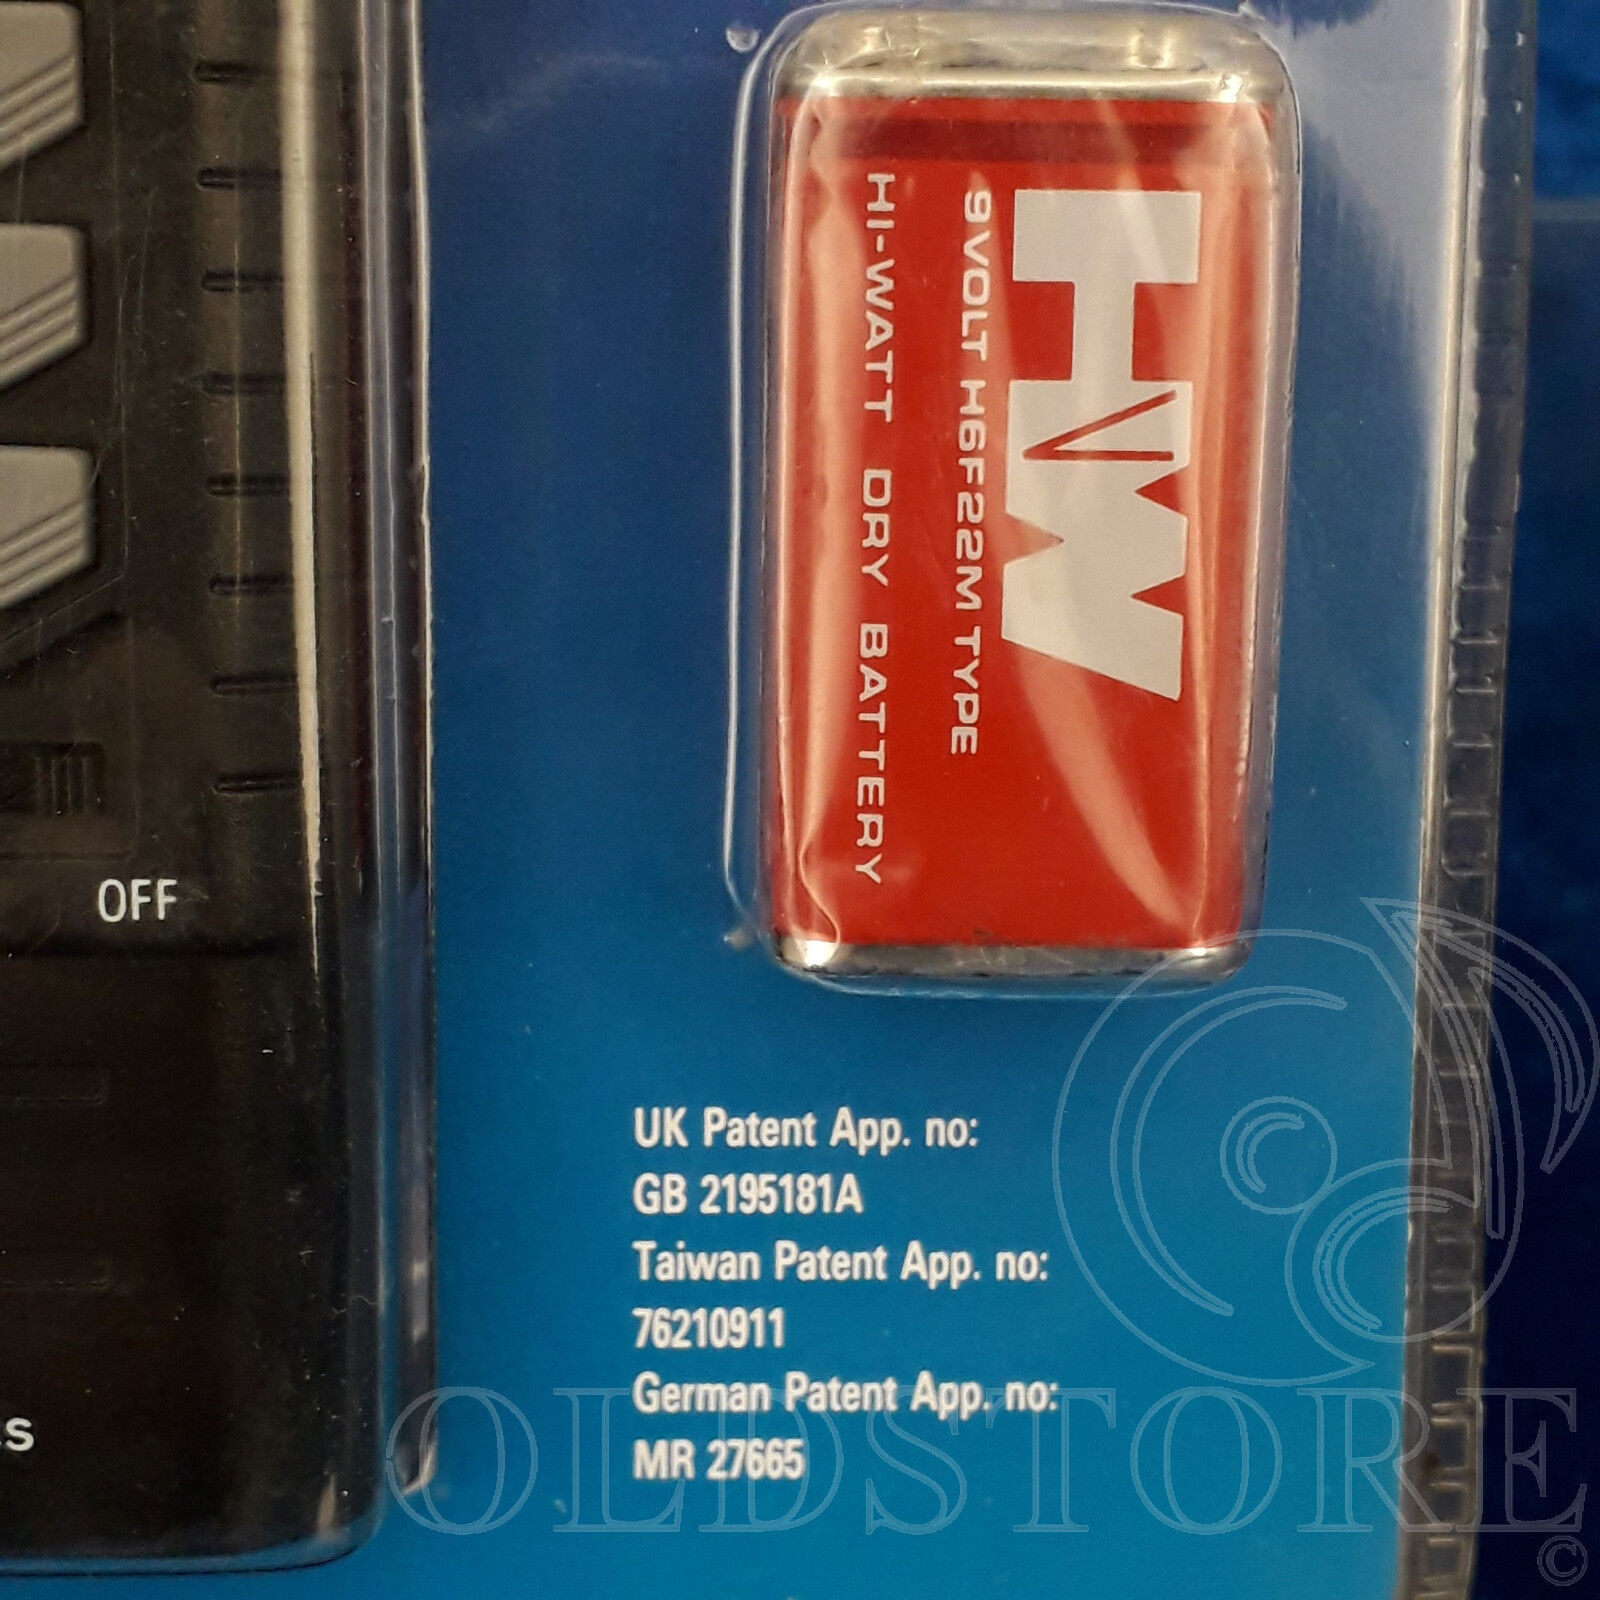 HW
9VOLT H6F22M TYPE
HI-WATT DRY BATTERY
OFF
UK Patent App. no:
GB 2195181A
Taiwan Patent App. no:
76210911
German Patent App. no:
MR 27665
OLDSTORE
©